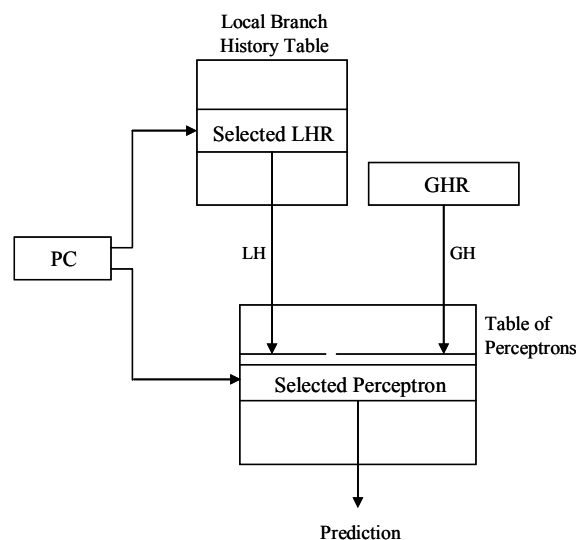 Local Branch
History Table
Selected LHR
GHR
PC
LH
GH
Table of
Perceptrons
Selected Perceptron
Prediction